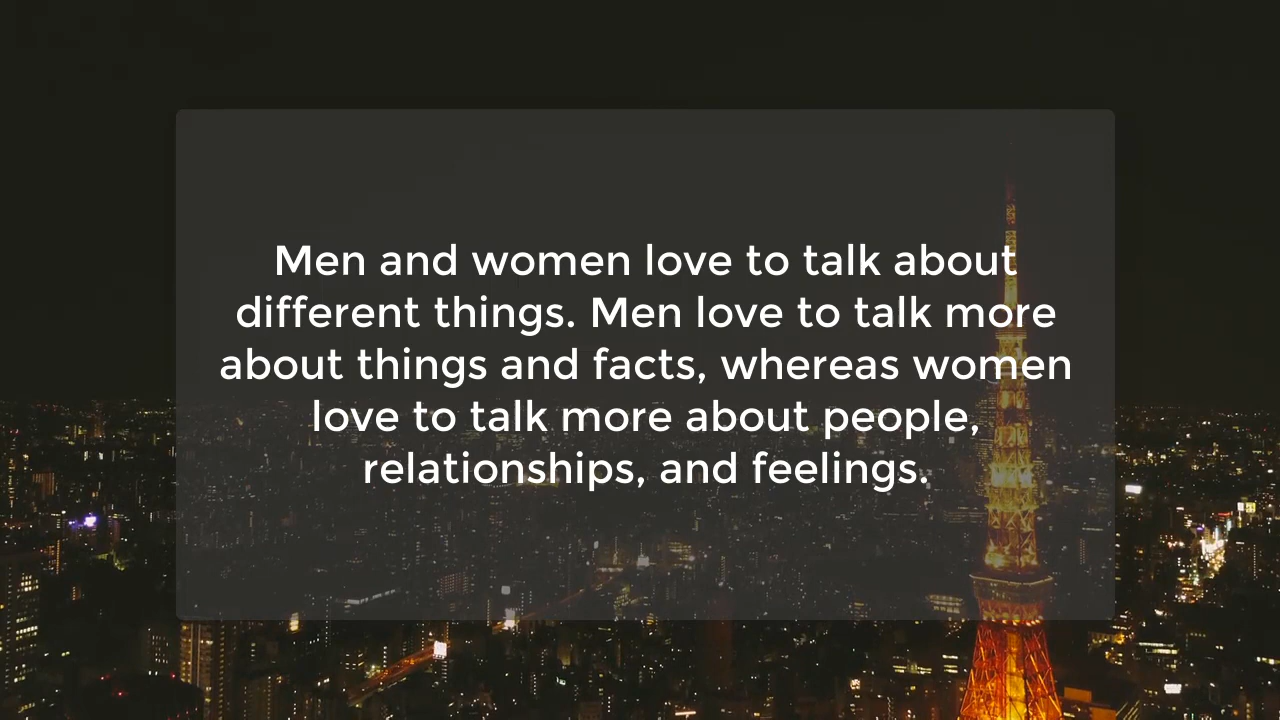 Men and women love to talk about
different things. Men love to talk more
about things and facts, whereas women
love to talk more about people,
relationships, and feelings.